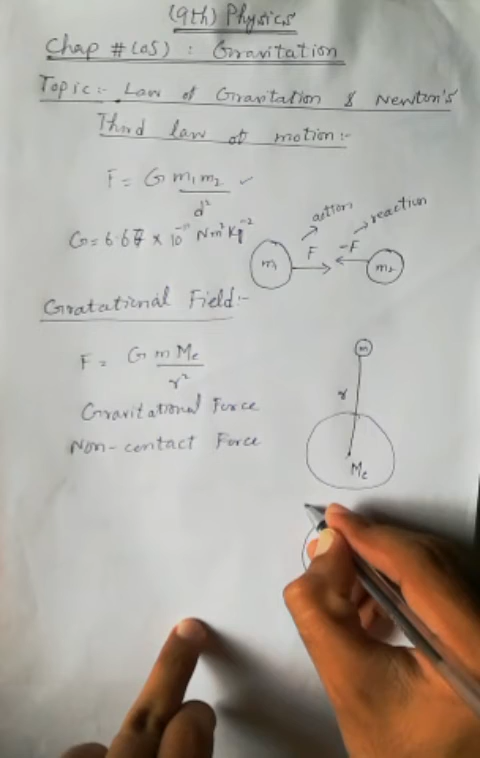 (9th) Physics
Chap # (05) : Gravitation
Topic:- Law of Gravitation & Newton's
Third law of motion:-
F = G m1m2 / d²
G = 6.67 × 10⁻¹¹ Nm²Kg⁻²
action
reaction
F
-F
m1
m2
Gratational Field:-
F = G m Me / r²
m
r
Gravitational Force
Non-contact Force
Me